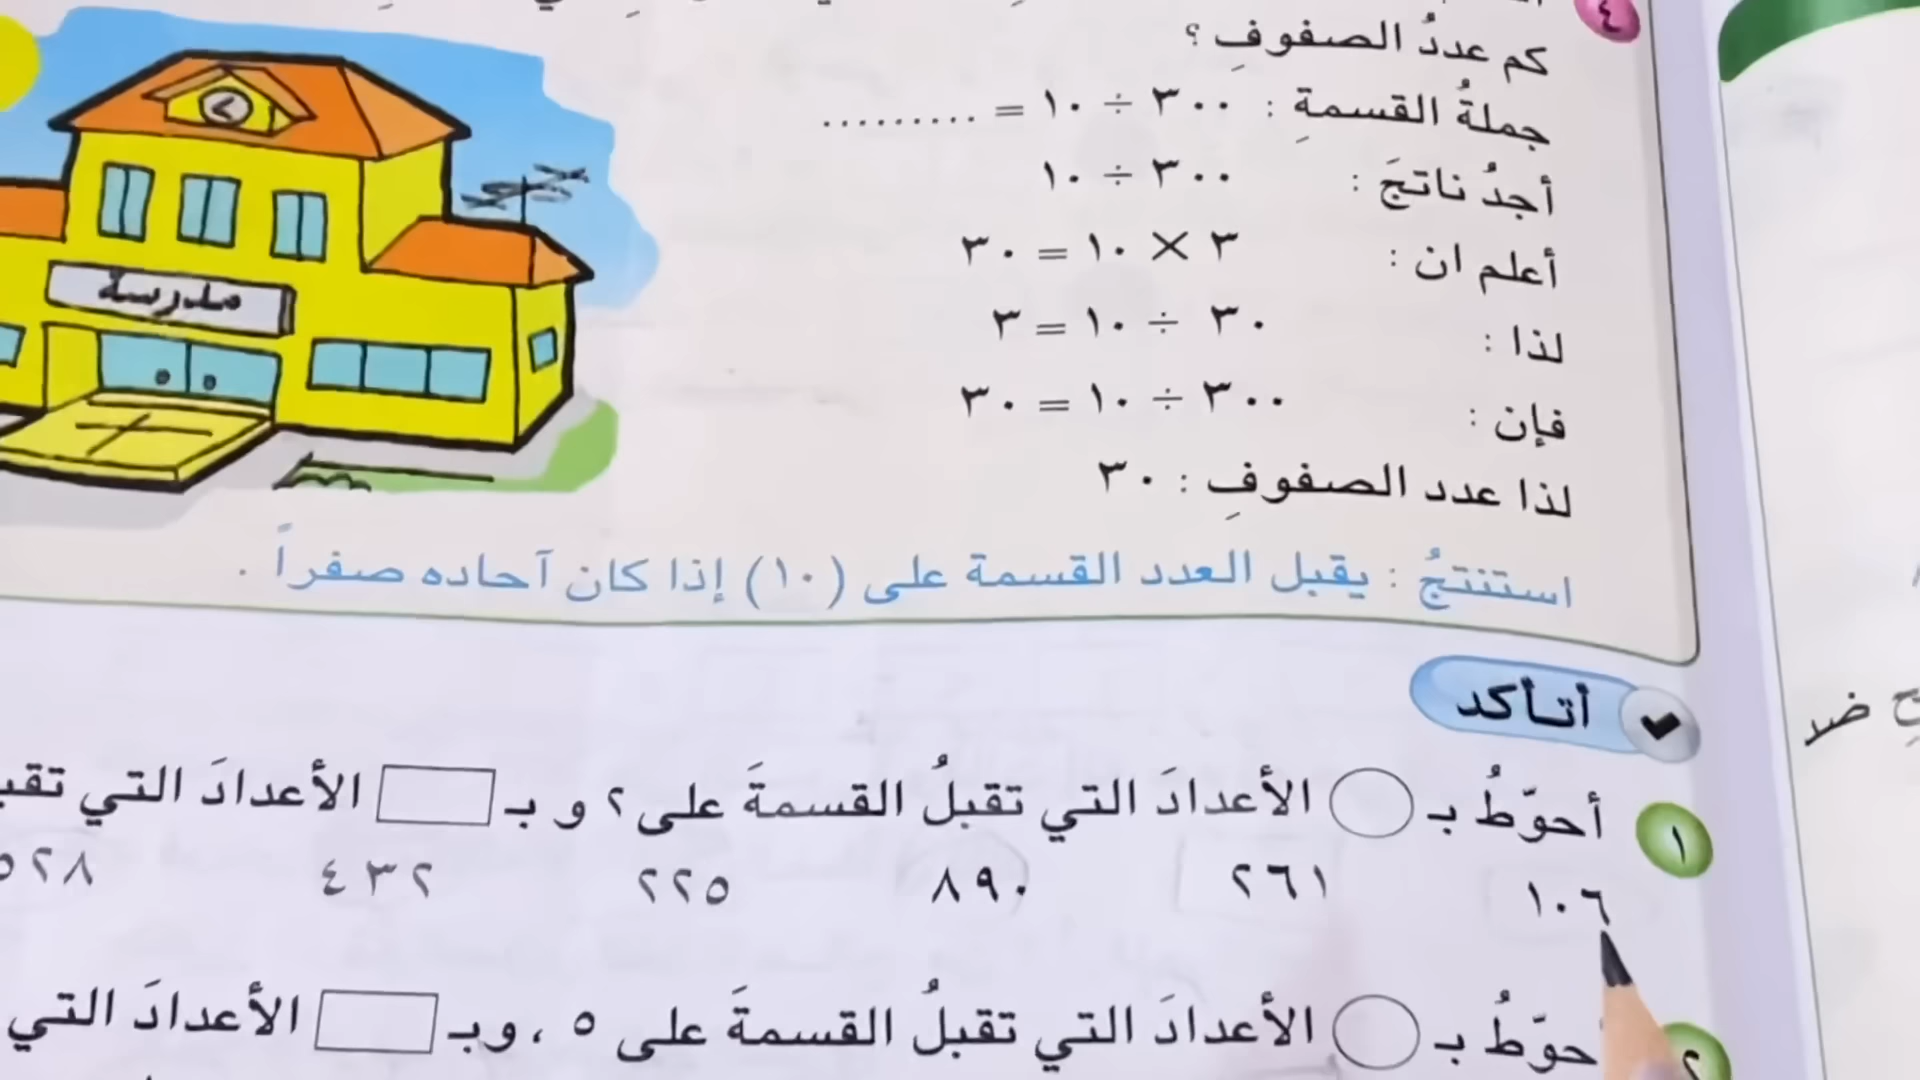 ٤
كم عددُ الصفوفِ ؟
جملةُ القسمةِ : ٣٠٠ ÷ ١٠ = .........
أجدُ ناتجَ : ٣٠٠ ÷ ١٠
أعلم ان : ٣ × ١٠ = ٣٠
لذا : ٣٠ ÷ ١٠ = ٣
فإن : ٣٠٠ ÷ ١٠ = ٣٠
لذا عدد الصفوفِ : ٣٠
مدرسة
استنتجُ : يقبل العدد القسمة على (١٠) إذا كان آحاده صفراً .
أتأكد
١ أحوّطُ بـ الأعدادَ التي تقبلُ القسمةَ على ٢ و بـ الأعدادَ التي
١٠٦ ٢٦١ ٨٩٠ ٢٢٥ ٤٣٢ ٥٢٨
٢ حوّطُ بـ الأعدادَ التي تقبلُ القسمةَ على ٥ ، وبـ الأعدادَ التي